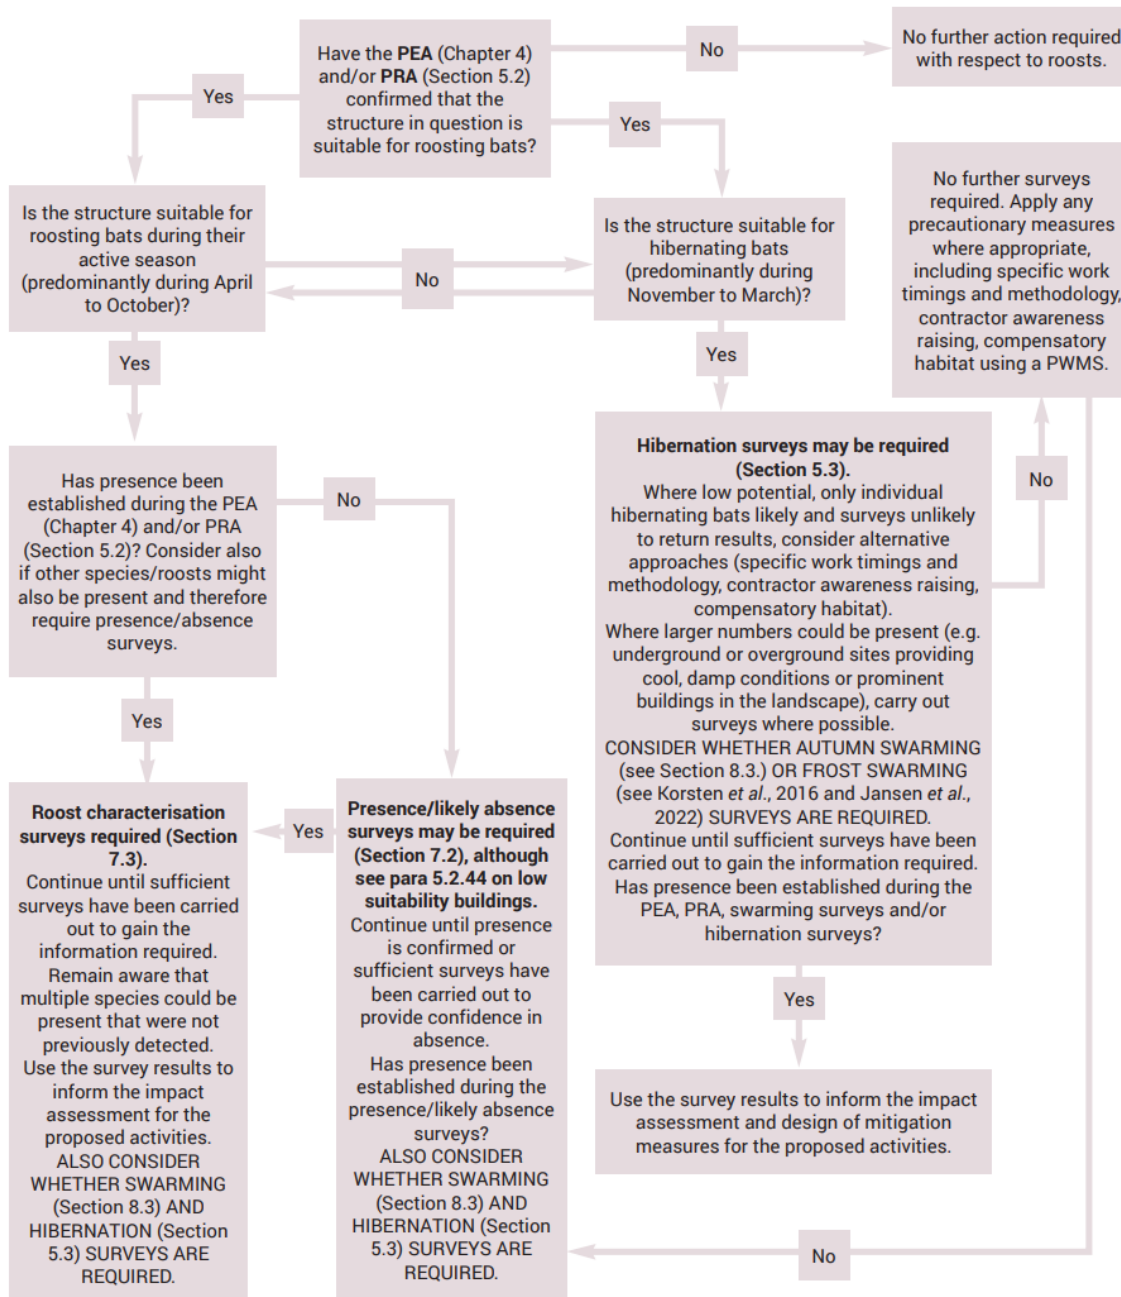 Have the PEA (Chapter 4)
and/or PRA (Section 5.2)
confirmed that the
structure in question is
suitable for roosting bats?
No
No further action required
with respect to roosts.
Yes
Yes
Is the structure suitable for
roosting bats during their
active season
(predominantly during April
to October)?
No
Is the structure suitable for
hibernating bats
(predominantly during
November to March)?
No further surveys
required. Apply any
precautionary measures
where appropriate,
including specific work
timings and methodology,
contractor awareness
raising, compensatory
habitat using a PWMS.
Yes
Yes
Has presence been
established during the PEA
(Chapter 4) and/or PRA
(Section 5.2)? Consider also
if other species/roosts might
also be present and therefore
require presence/absence
surveys.
No
Hibernation surveys may be required
(Section 5.3).
Where low potential, only individual
hibernating bats likely and surveys unlikely
to return results, consider alternative
approaches (specific work timings and
methodology, contractor awareness raising,
compensatory habitat).
Where larger numbers could be present (e.g.
underground or overground sites providing
cool, damp conditions or prominent
buildings in the landscape), carry out
surveys where possible.
CONSIDER WHETHER AUTUMN SWARMING
(see Section 8.3.) OR FROST SWARMING
(see Korsten et al., 2016 and Jansen et al.,
2022) SURVEYS ARE REQUIRED.
Continue until sufficient surveys have been
carried out to gain the information required.
Has presence been established during the
PEA, PRA, swarming surveys and/or
hibernation surveys?
No
Yes
Roost characterisation
surveys required (Section
7.3).
Continue until sufficient
surveys have been carried
out to gain the
information required.
Remain aware that
multiple species could be
present that were not
previously detected.
Use the survey results to
inform the impact
assessment for the
proposed activities.
ALSO CONSIDER
WHETHER SWARMING
(Section 8.3) AND
HIBERNATION (Section
5.3) SURVEYS ARE
REQUIRED.
Yes
Presence/likely absence
surveys may be required
(Section 7.2), although
see para 5.2.44 on low
suitability buildings.
Continue until presence
is confirmed or
sufficient surveys have
been carried out to
provide confidence in
absence.
Has presence been
established during the
presence/likely absence
surveys?
ALSO CONSIDER
WHETHER SWARMING
(Section 8.3) AND
HIBERNATION (Section
5.3) SURVEYS ARE
REQUIRED.
Yes
Use the survey results to inform the impact
assessment and design of mitigation
measures for the proposed activities.
No